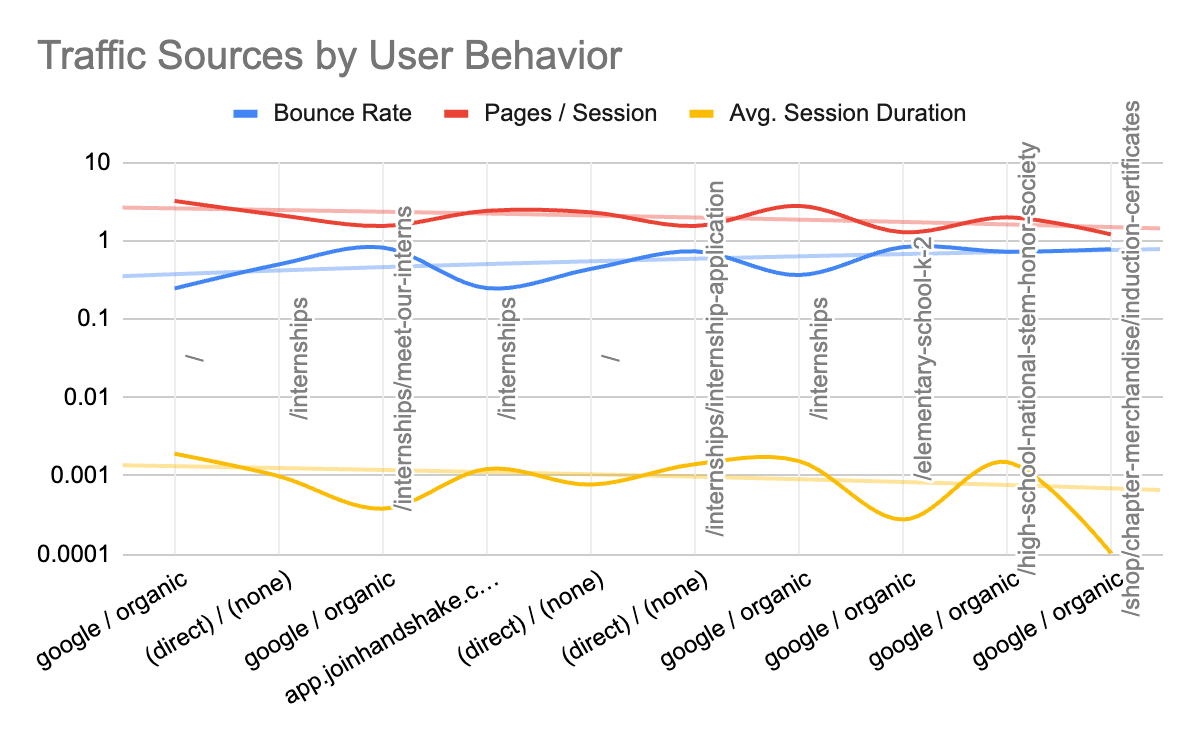 Traffic Sources by User Behavior
Bounce Rate
Pages / Session
Avg. Session Duration
10
1
0.1
0.01
0.001
0.0001
/
/internships
/internships/meet-our-interns
/internships
/
/internships/internship-application
/internships
/elementary-school-k-2
/high-school-national-stem-honor-society
/shop/chapter-merchandise/induction-certificates
google / organic
(direct) / (none)
google / organic
app.joinhandshake.c…
(direct) / (none)
(direct) / (none)
google / organic
google / organic
google / organic
google / organic